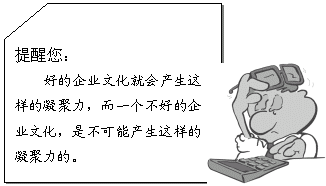 提醒您：
好的企业文化就会产生这
样的凝聚力，而一个不好的企
业文化，是不可能产生这样的
凝聚力的。